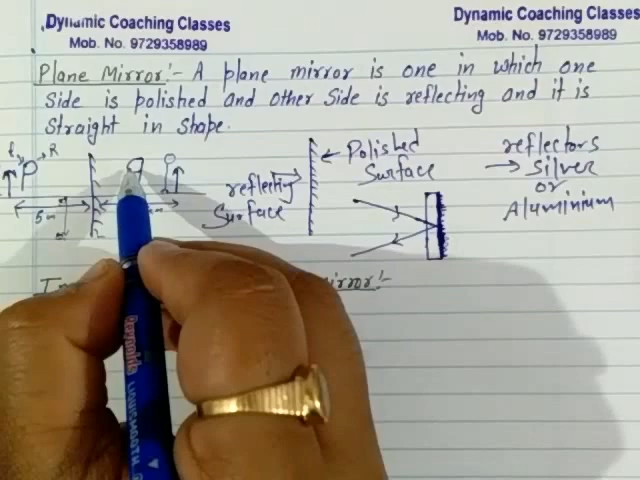 Dynamic Coaching Classes
Mob. No. 9729358989
Dynamic Coaching Classes
Mob. No. 9729358989
Plane Mirror:- A plane mirror is one in which one
Side is polished and other Side is reflecting and it is
Straight in Shape.
R
5m
reflecting
Surface
Polished
Surface
reflectors
→ Silver
or
Aluminium
irror:-